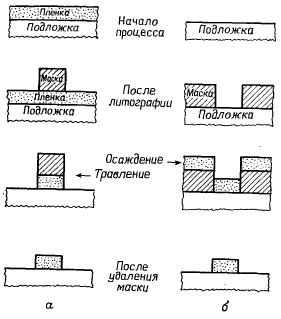 Пленка
Подложка
Начало
процесса
Подложка
Маска
Пленка
Подложка
После
литографии
Маска
Подложка
Осаждение
Травление
После
удаления
маски
а
б